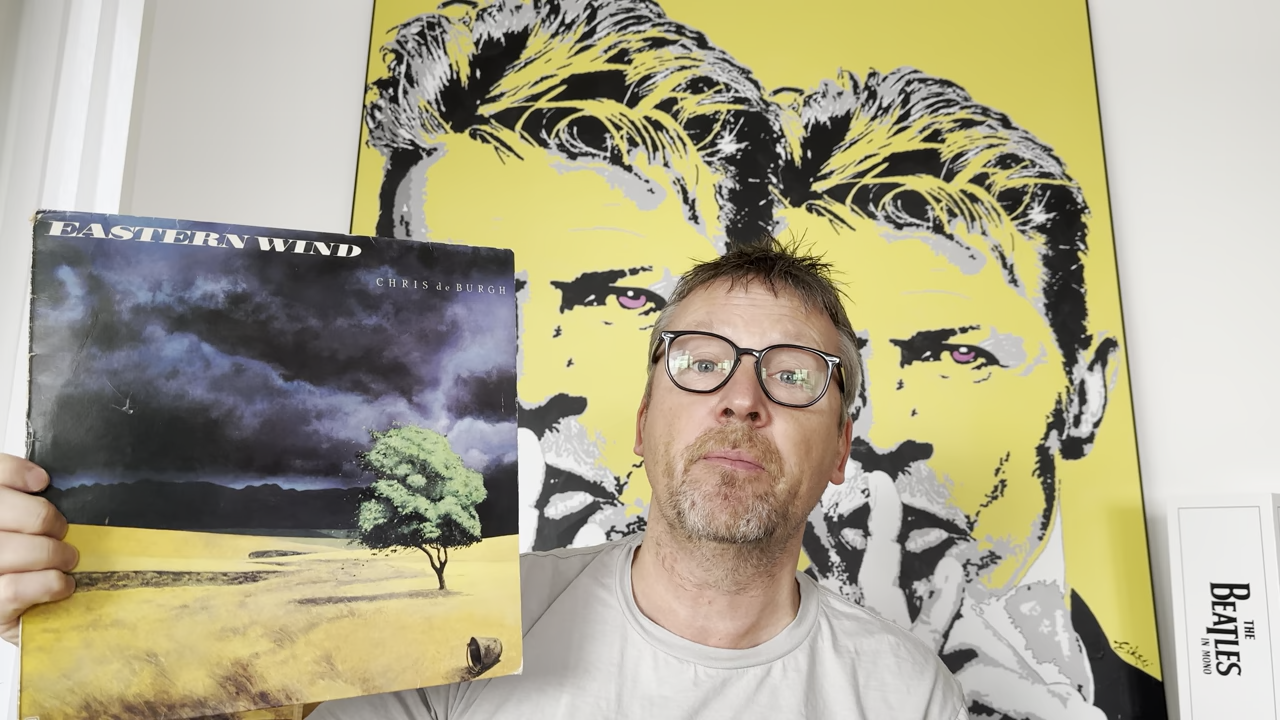 EASTERN WIND
CHRIS de BURGH
THE
BEATLES
IN MONO